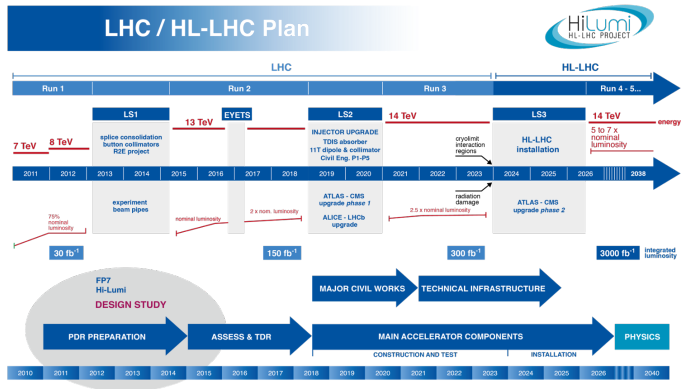 LHC / HL-LHC Plan
HiLumi
HL-LHC PROJECT
LHC
HL-LHC
Run 1
Run 2
Run 3
Run 4 - 5...
LS1
EYETS
LS2
LS3
7 TeV
8 TeV
13 TeV
14 TeV
14 TeV
energy
splice consolidation
button collimators
R2E project
INJECTOR UPGRADE
TDIS absorber
11T dipole & collimator
Civil Eng. P1-P5
cryolimit
interaction
regions
HL-LHC
installation
5 to 7 x
nominal
luminosity
2011 2012 2013 2014 2015 2016 2017 2018 2019 2020 2021 2022 2023 2024 2025 2026 2038
75%
nominal
luminosity
experiment
beam pipes
nominal luminosity
2 x nom. luminosity
ATLAS - CMS
upgrade phase 1
ALICE - LHCb
upgrade
2.5 x nominal luminosity
radiation
damage
ATLAS - CMS
upgrade phase 2
30 fb-1
150 fb-1
300 fb-1
3000 fb-1
integrated
luminosity
FP7
Hi-Lumi
DESIGN STUDY
MAJOR CIVIL WORKS
TECHNICAL INFRASTRUCTURE
PDR PREPARATION
ASSESS & TDR
MAIN ACCELERATOR COMPONENTS
PHYSICS
CONSTRUCTION AND TEST
INSTALLATION
2010 2011 2012 2013 2014 2015 2016 2017 2018 2019 2020 2021 2022 2023 2024 2025 2026 2040